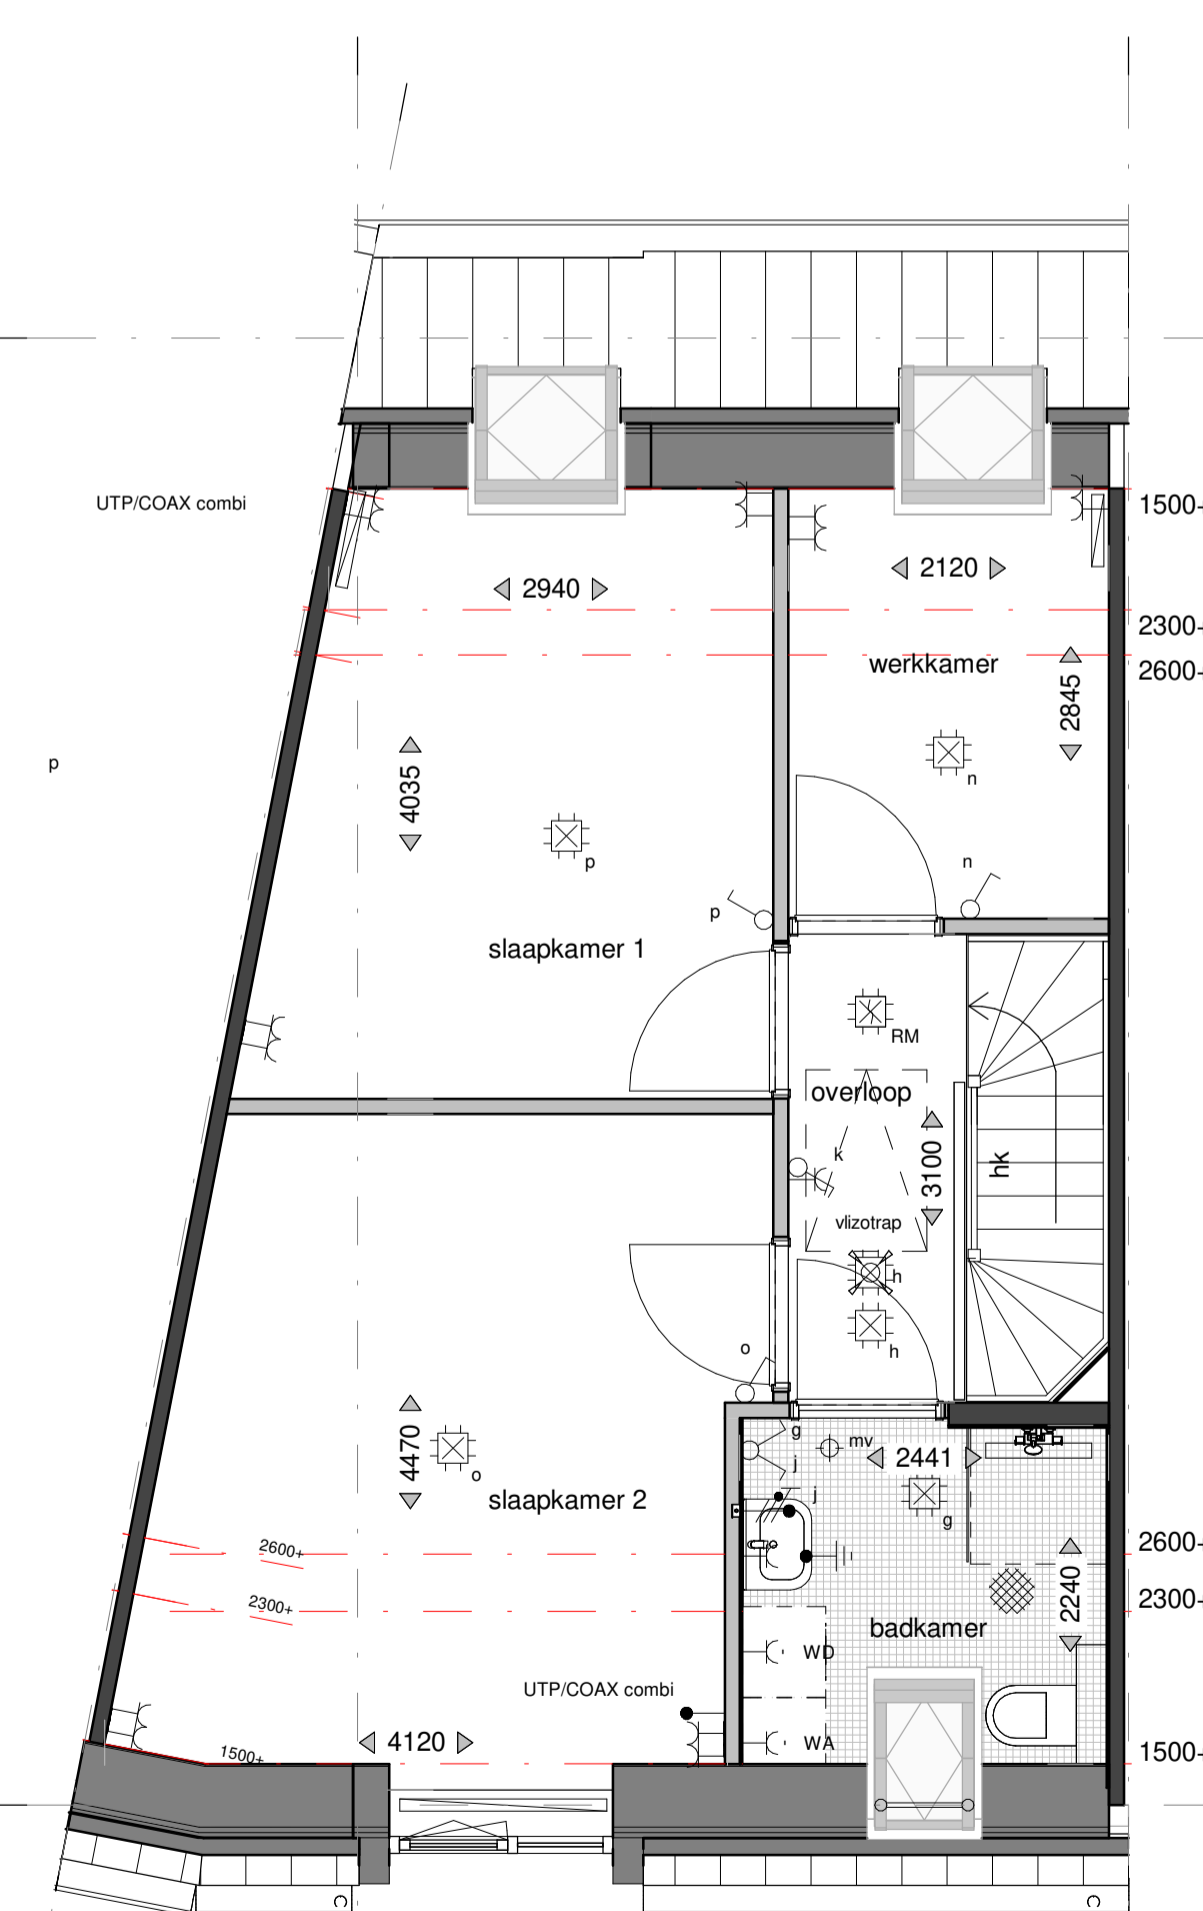 UTP/COAX combi
1500-
2940
2120
2300-
werkkamer
2600-
2845
p
4035
n
p
n
p
slaapkamer 1
RM
overloop
k
3100
hk
vlizotrap
h
h
o
g
mv
2441
j
4470
o
slaapkamer 2
j
g
2600+
2600-
2300+
2240
2300-
badkamer
WD
UTP/COAX combi
4120
WA
1500+
1500-
C
C